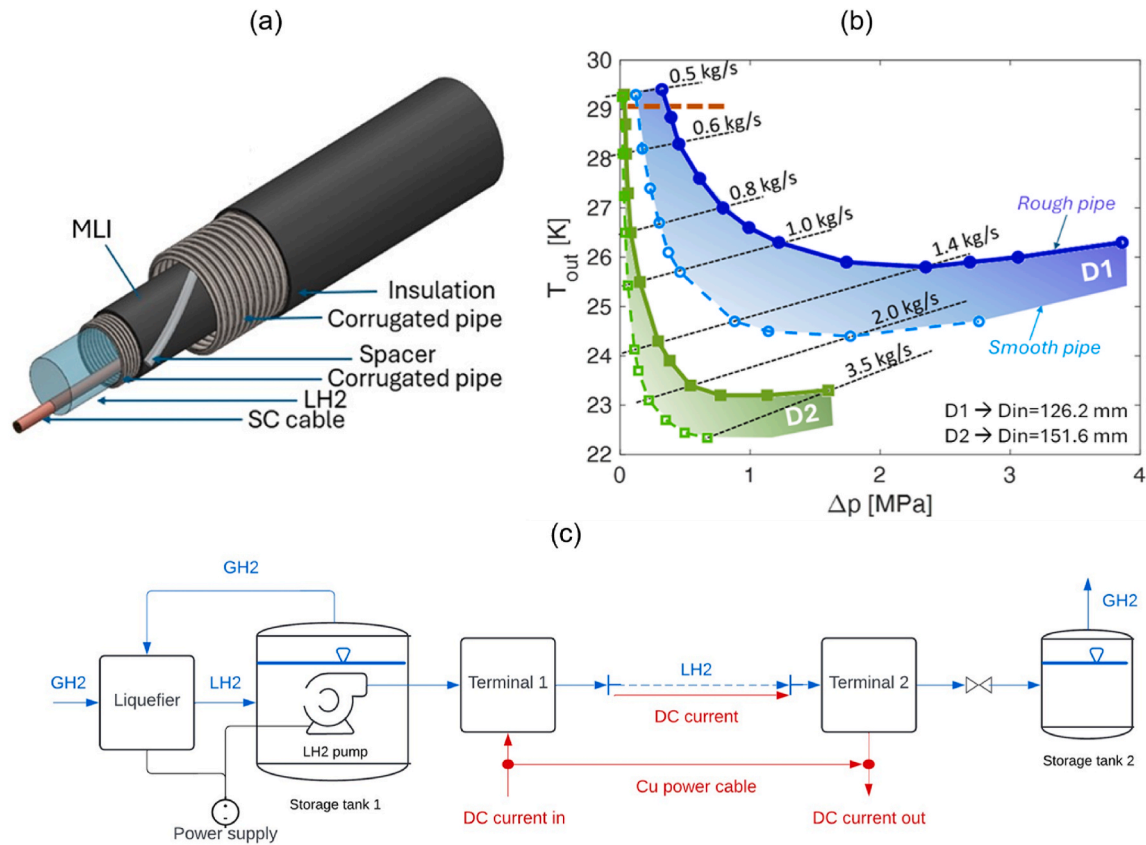 (a)
MLI
Insulation
Corrugated pipe
Spacer
Corrugated pipe
LH2
SC cable
(b)
30
29
28
27
26
25
24
23
22
T_out [K]
0
1
2
3
4
Δp [MPa]
0.5 kg/s
0.6 kg/s
0.8 kg/s
1.0 kg/s
1.4 kg/s
2.0 kg/s
3.5 kg/s
Rough pipe
D1
Smooth pipe
D2
D1 → Din=126.2 mm
D2 → Din=151.6 mm
(c)
GH2
GH2
Liquefier
LH2
LH2 pump
Storage tank 1
Power supply
Terminal 1
LH2
DC current
Terminal 2
Cu power cable
DC current in
DC current out
GH2
Storage tank 2